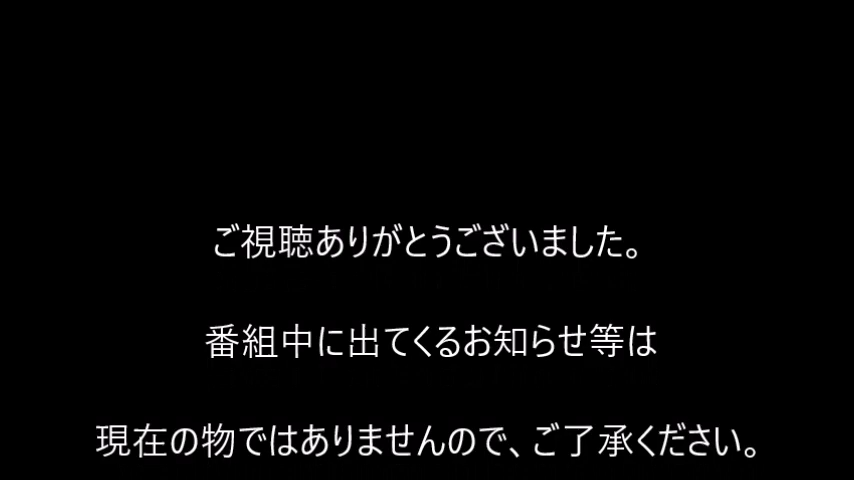 ご視聴ありがとうございました。
番組中に出てくるお知らせ等は
現在の物ではありませんので、ご了承ください。